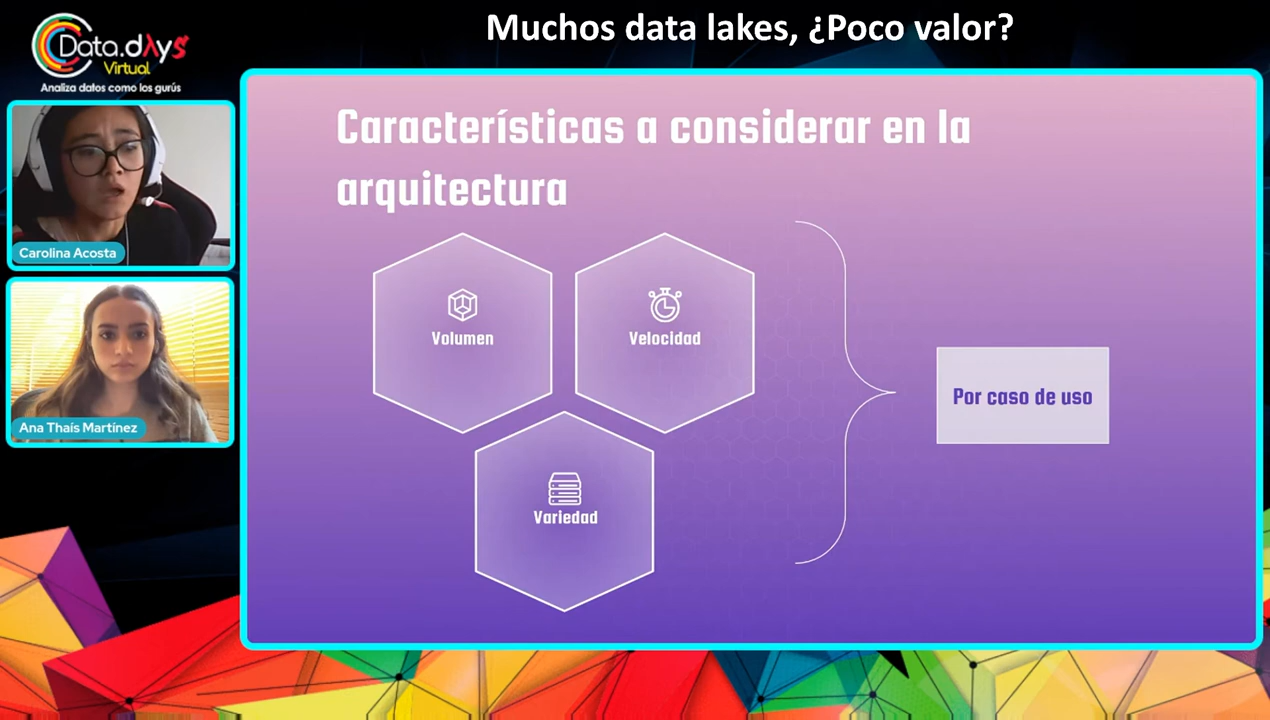 Muchos data lakes, ¿Poco valor?
Data.dAys
Virtual
Analiza datos como los gurús
Carolina Acosta
Ana Thaís Martínez
Características a considerar en la
arquitectura
Volumen
Velocidad
Variedad
Por caso de uso